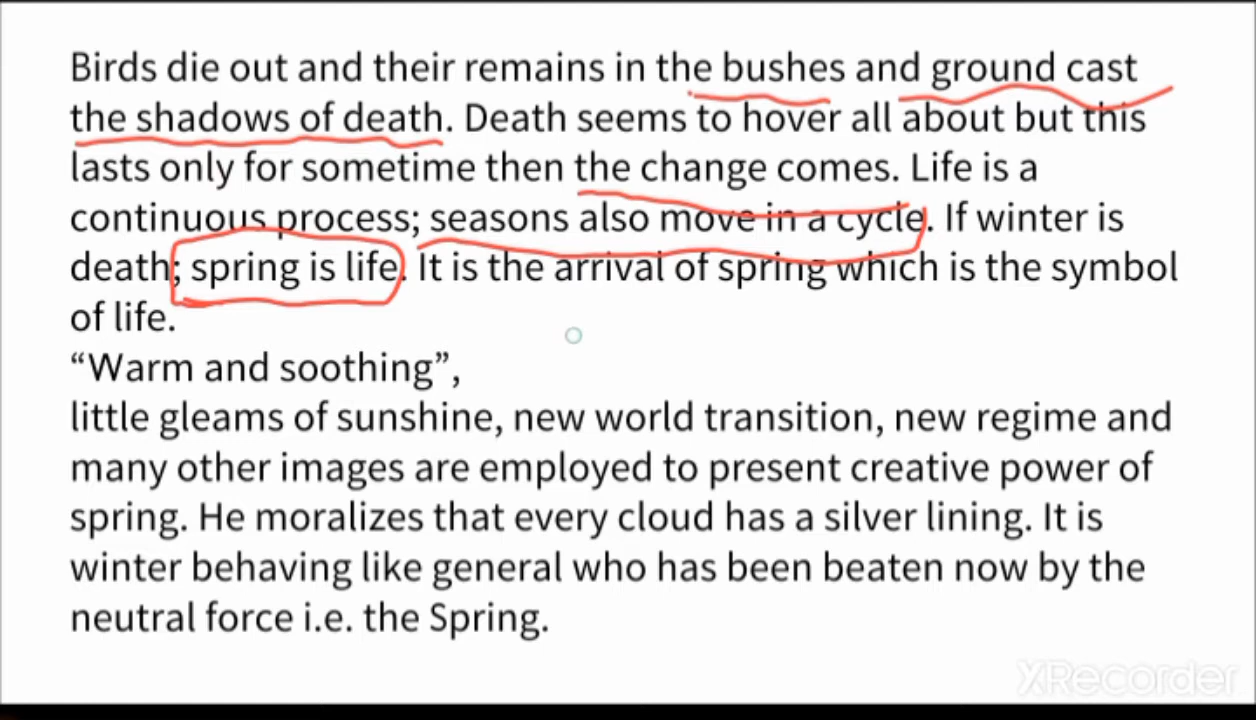 Birds die out and their remains in the bushes and ground cast
the shadows of death. Death seems to hover all about but this
lasts only for sometime then the change comes. Life is a
continuous process; seasons also move in a cycle. If winter is
death; spring is life. It is the arrival of spring which is the symbol
of life.
“Warm and soothing”,
little gleams of sunshine, new world transition, new regime and
many other images are employed to present creative power of
spring. He moralizes that every cloud has a silver lining. It is
winter behaving like general who has been beaten now by the
neutral force i.e. the Spring.
XRecorder